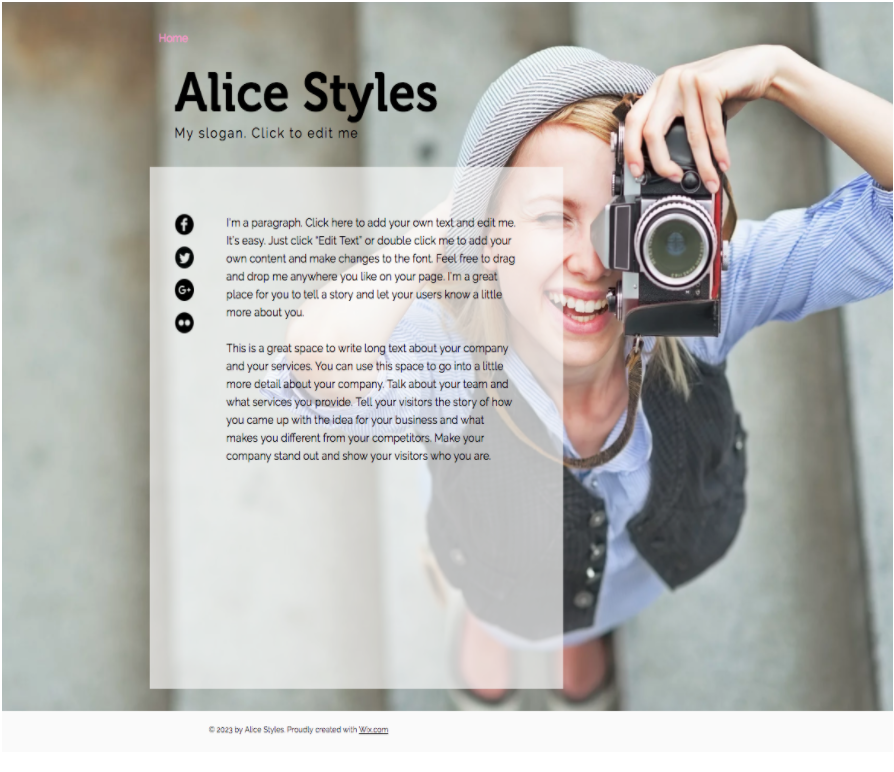 Home
Alice Styles
My slogan. Click to edit me
I'm a paragraph. Click here to add your own text and edit me.
It's easy. Just click "Edit Text" or double click me to add your
own content and make changes to the font. Feel free to drag
and drop me anywhere you like on your page. I'm a great
place for you to tell a story and let your users know a little
more about you.
This is a great space to write long text about your company
and your services. You can use this space to go into a little
more detail about your company. Talk about your team and
what services you provide. Tell your visitors the story of how
you came up with the idea for your business and what
makes you different from your competitors. Make your
company stand out and show your visitors who you are.
© 2023 by Alice Styles. Proudly created with Wix.com